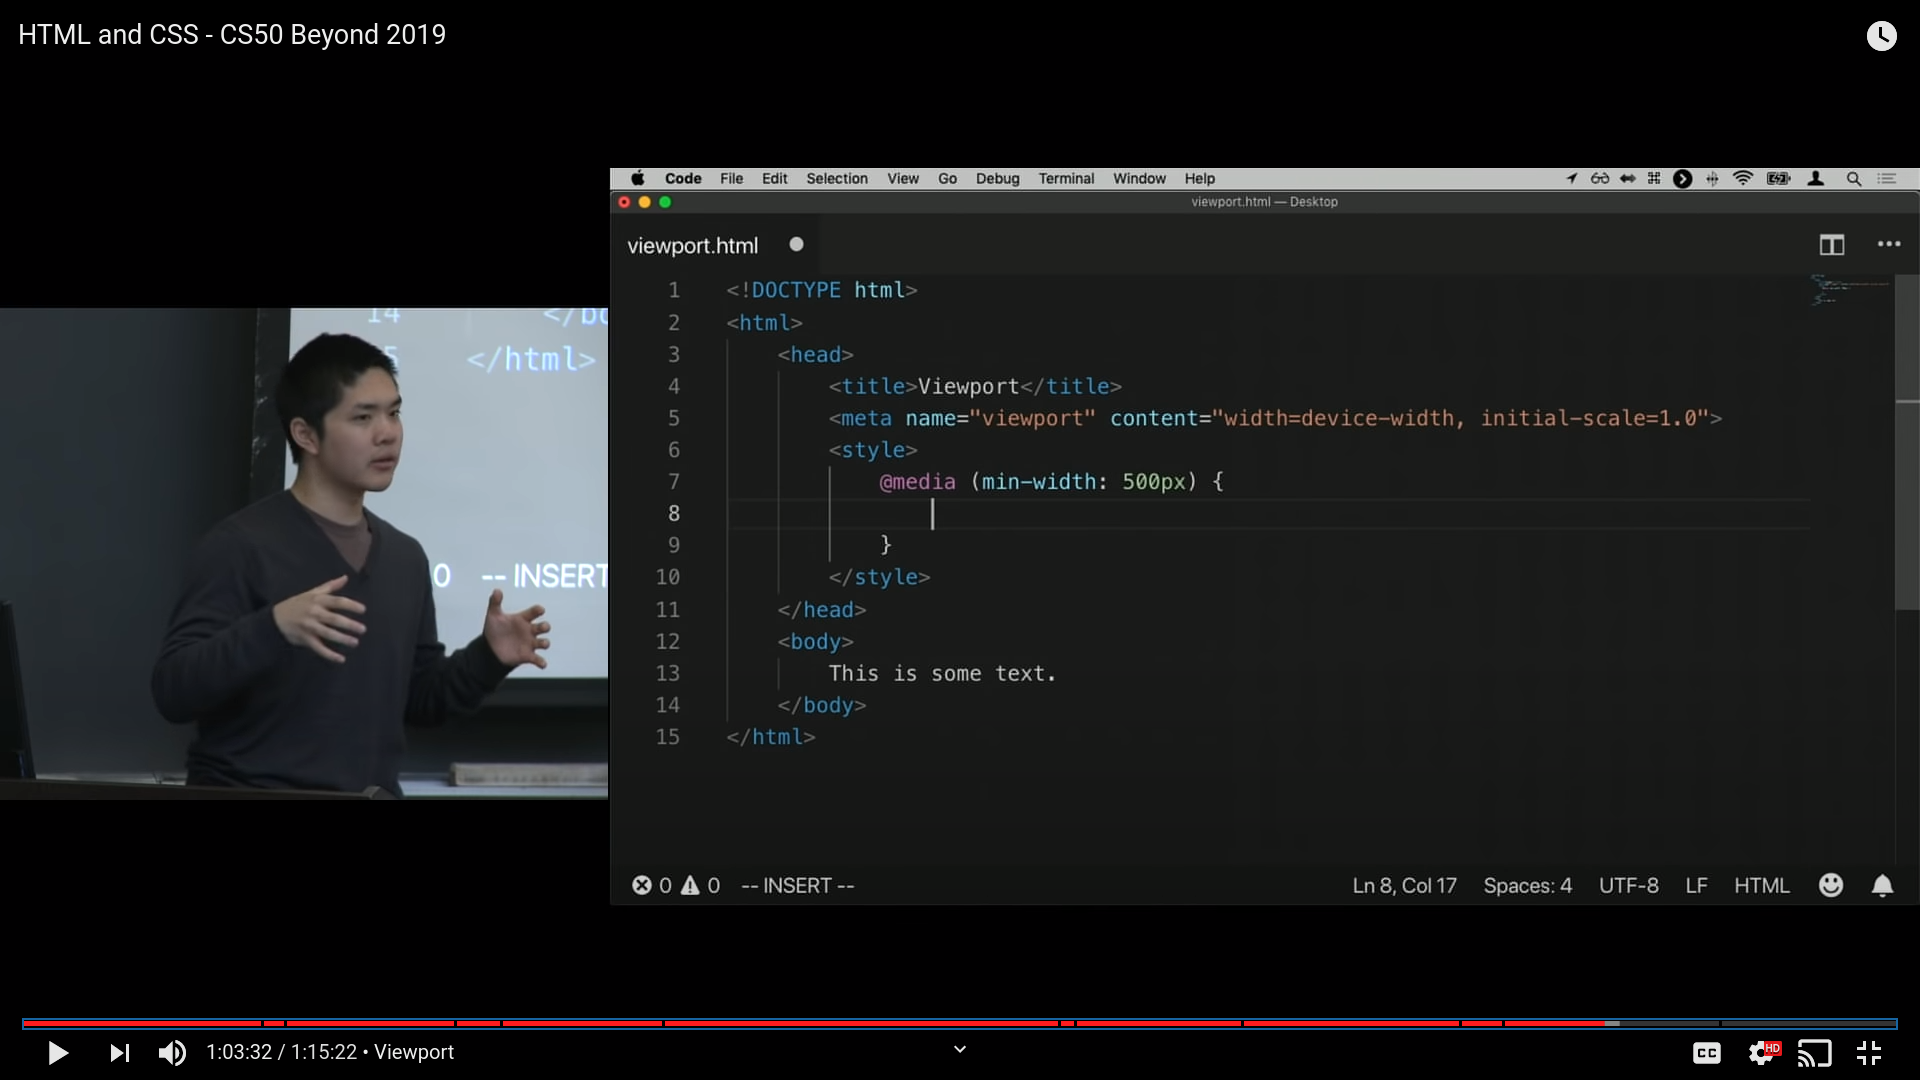 HTML and CSS - CS50 Beyond 2019
Code File Edit Selection View Go Debug Terminal Window Help
viewport.html — Desktop
viewport.html
1 <!DOCTYPE html>
2 <html>
3 <head>
4 <title>Viewport</title>
5 <meta name="viewport" content="width=device-width, initial-scale=1.0">
6 <style>
7 @media (min-width: 500px) {
8
9 }
10 </style>
11 </head>
12 <body>
13 This is some text.
14 </body>
15 </html>
14 </bo
5 </html>
0 -- INSERT
0 0 -- INSERT -- Ln 8, Col 17 Spaces: 4 UTF-8 LF HTML
1:03:32 / 1:15:22 • Viewport
CC HD